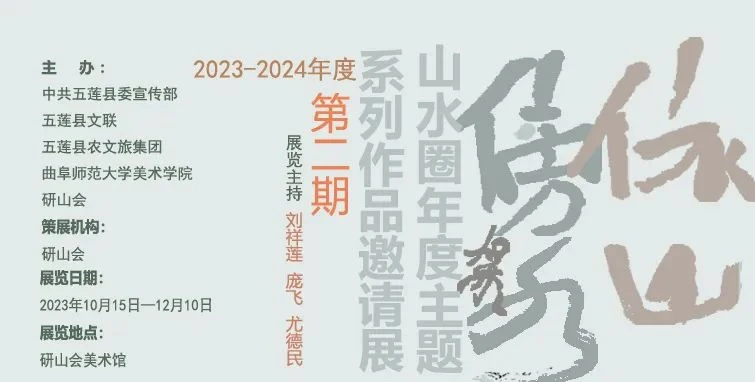 主 办：
中共五莲县委宣传部
五莲县文联
五莲县农文旅集团
曲阜师范大学美术学院
研山会
策展机构：
研山会
展览日期：
2023年10月15日—12月10日
展览地点：
研山会美术馆
2023-2024年度
第二期
展览主持 刘祥莲 庞飞 尤德民
山水圈年度主题
系列作品邀请展
依山
傍水